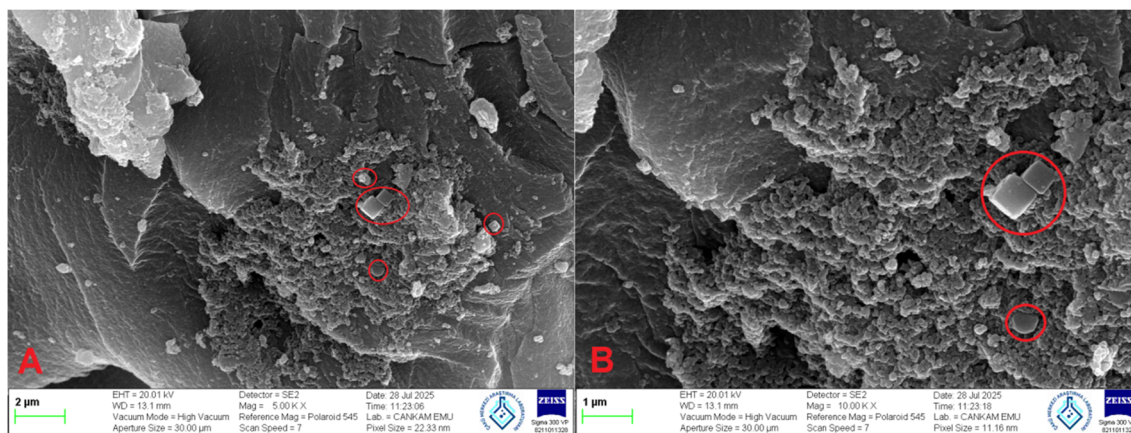 A
B
2 µm
EHT = 20.01 kV
WD = 13.1 mm
Vacuum Mode = High Vacuum
Aperture Size = 30.00 µm
Detector = SE2
Mag = 5.00 K X
Reference Mag = Polaroid 545
Scan Speed = 7
Date: 28 Jul 2025
Time: 11:23:06
Lab. = CANKAM EMU
Pixel Size = 22.33 nm
ZEISS
Sigma 300 VP
8211011328
1 µm
EHT = 20.01 kV
WD = 13.1 mm
Vacuum Mode = High Vacuum
Aperture Size = 30.00 µm
Detector = SE2
Mag = 10.00 K X
Reference Mag = Polaroid 545
Scan Speed = 7
Date: 28 Jul 2025
Time: 11:23:18
Lab. = CANKAM EMU
Pixel Size = 11.16 nm
ZEISS
Sigma 300 VP
8211011328